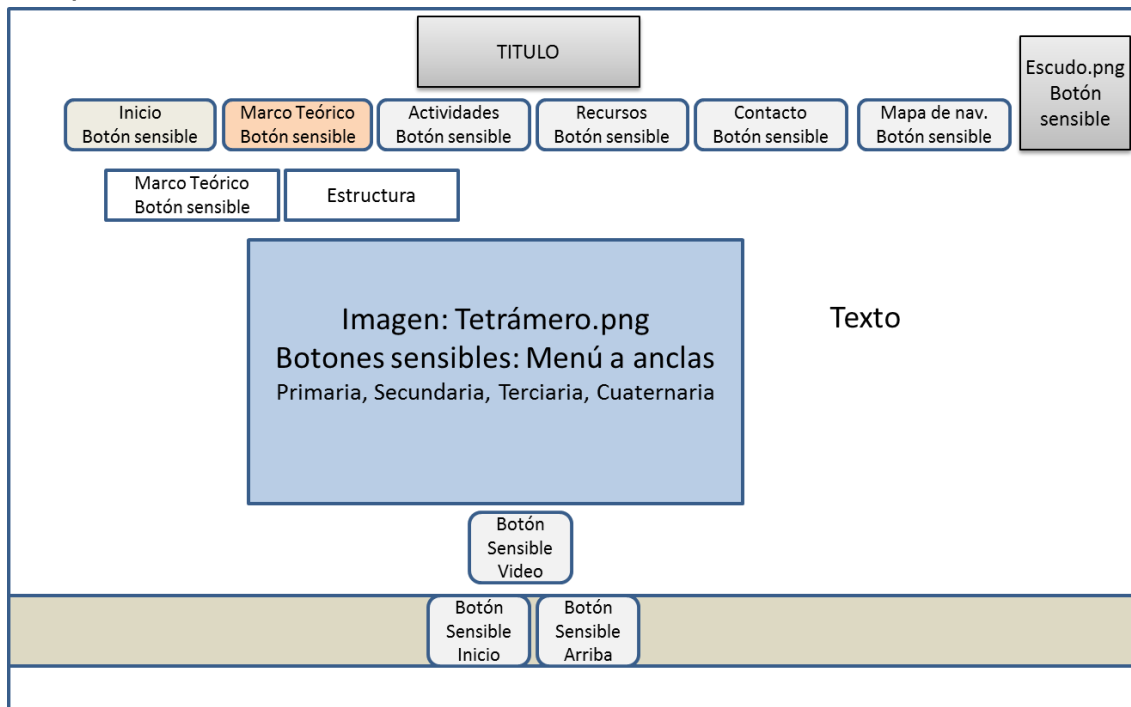 TITULO
Escudo.png
Botón
sensible
Inicio
Botón sensible
Marco Teórico
Botón sensible
Actividades
Botón sensible
Recursos
Botón sensible
Contacto
Botón sensible
Mapa de nav.
Botón sensible
Marco Teórico
Botón sensible
Estructura
Imagen: Tetrámero.png
Botones sensibles: Menú a anclas
Primaria, Secundaria, Terciaria, Cuaternaria
Texto
Botón
Sensible
Video
Botón
Sensible
Inicio
Botón
Sensible
Arriba